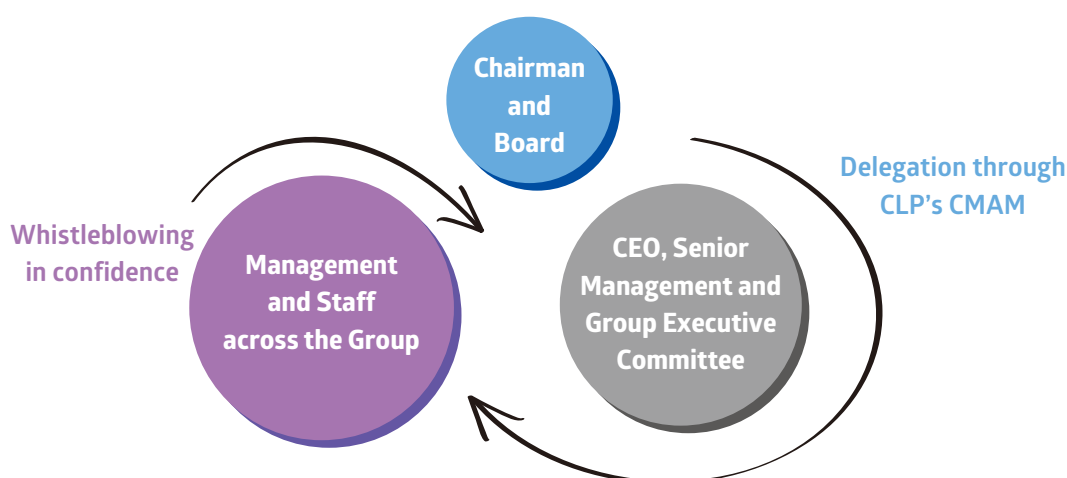 Chairman
and
Board
Delegation through
CLP's CMAM
Whistleblowing
in confidence
Management
and Staff
across the Group
CEO, Senior
Management and
Group Executive
Committee